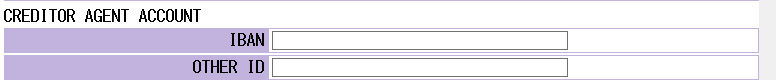 CREDITOR AGENT ACCOUNT
IBAN
OTHER ID